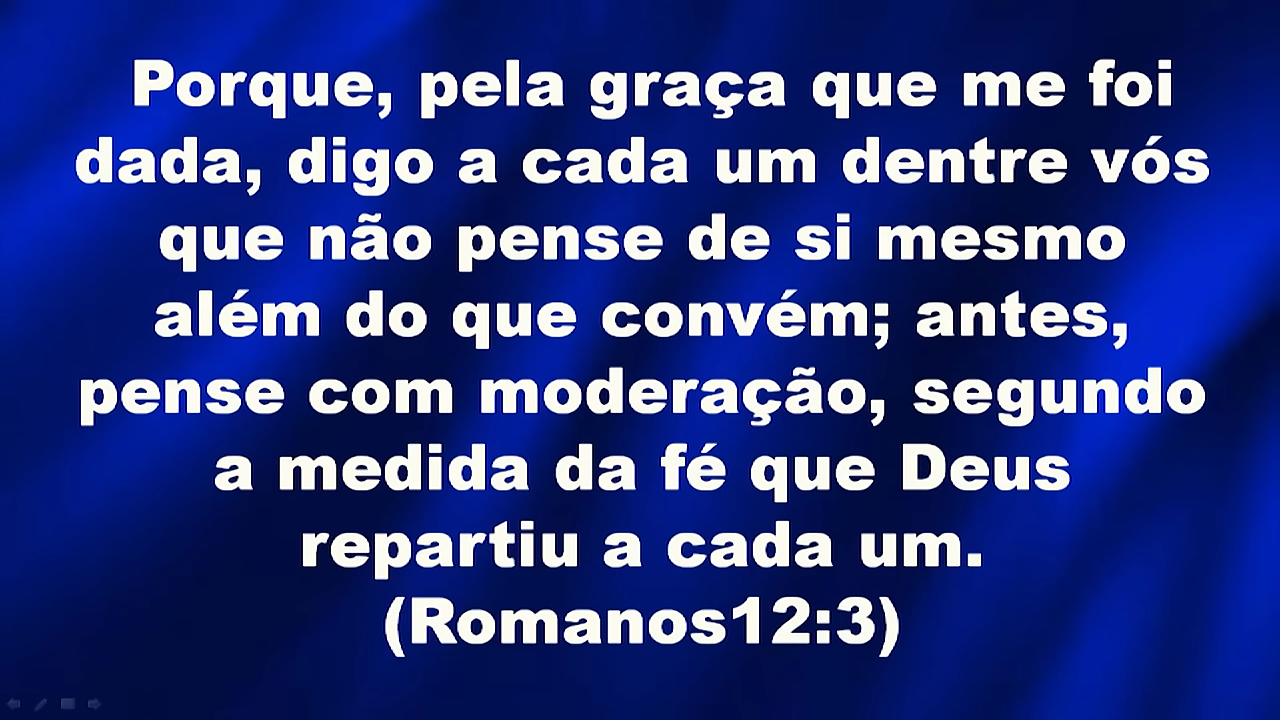 Porque, pela graça que me foi
dada, digo a cada um dentre vós
que não pense de si mesmo
além do que convém; antes,
pense com moderação, segundo
a medida da fé que Deus
repartiu a cada um.
(Romanos12:3)